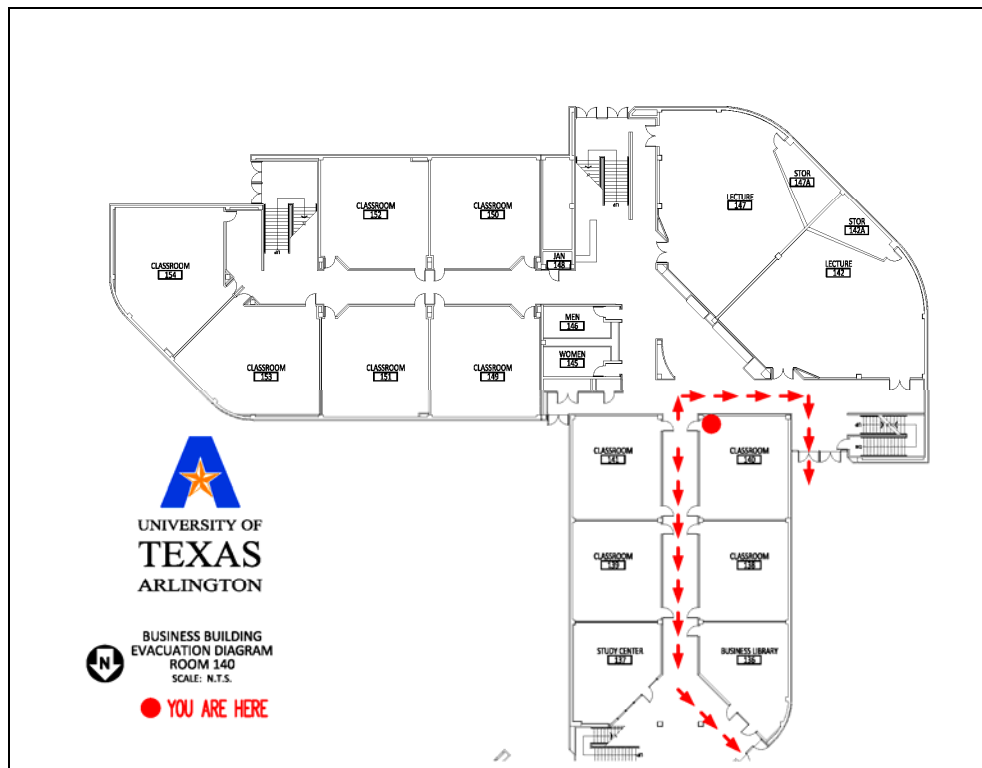 STOR
147A
CLASSROOM
152
CLASSROOM
150
LECTURE
147
STOR
142A
JAN
148
CLASSROOM
154
LECTURE
142
MEN
146
WOMEN
145
CLASSROOM
153
CLASSROOM
151
CLASSROOM
149
CLASSROOM
141
CLASSROOM
140
UNIVERSITY OF
TEXAS
ARLINGTON
CLASSROOM
139
CLASSROOM
138
BUSINESS BUILDING
EVACUATION DIAGRAM
ROOM 140
SCALE: N.T.S.
N
STUDY CENTER
137
BUSINESS LIBRARY
136
YOU ARE HERE